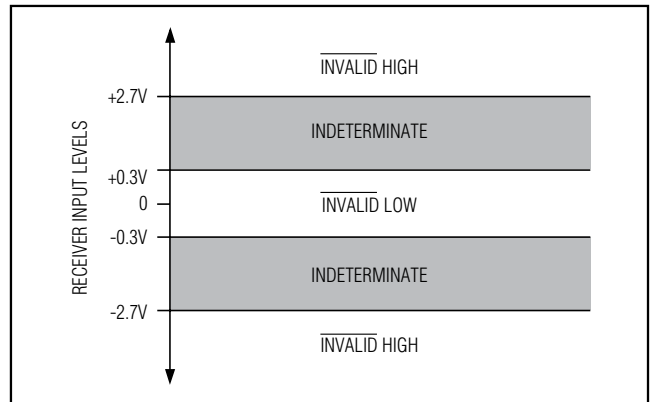 INVALID HIGH
+2.7V
INDETERMINATE
+0.3V
0
INVALID LOW
-0.3V
INDETERMINATE
-2.7V
INVALID HIGH
RECEIVER INPUT LEVELS